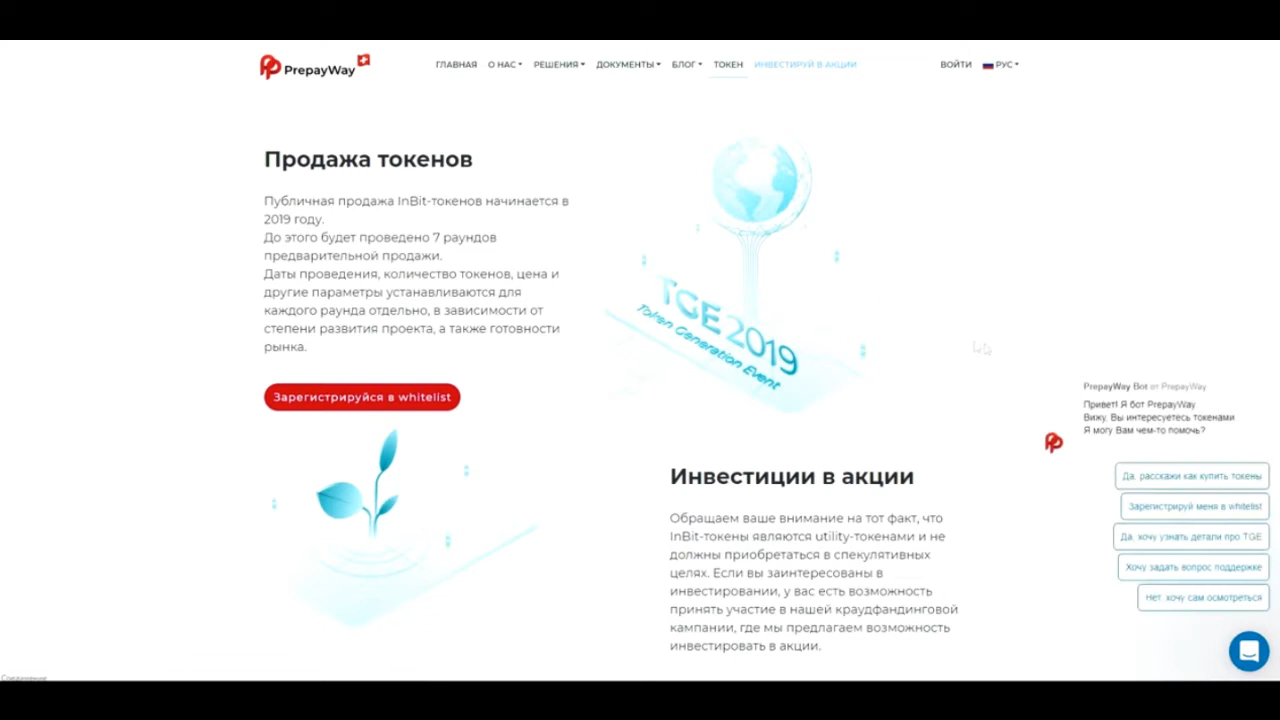 PrepayWay
ГЛАВНАЯ О НАС РЕШЕНИЯ ДОКУМЕНТЫ БЛОГ ТОКЕН ИНВЕСТИРУЙ В АКЦИИ ВОЙТИ РУС
Продажа токенов
Публичная продажа InBit-токенов начинается в
2019 году.
До этого будет проведено 7 раундов
предварительной продажи.
Даты проведения, количество токенов, цена и
другие параметры устанавливаются для
каждого раунда отдельно, в зависимости от
степени развития проекта, а также готовности
рынка.
Зарегистрируйся в whitelist
TGE 2019
Token Generation Event
Инвестиции в акции
Обращаем ваше внимание на тот факт, что
InBit-токены являются utility-токенами и не
должны приобретаться в спекулятивных
целях. Если вы заинтересованы в
инвестировании, у вас есть возможность
принять участие в нашей краудфандинговой
кампании, где мы предлагаем возможность
инвестировать в акции.
PrepayWay Bot от PrepayWay
Привет! Я бот PrepayWay
Вижу, Вы интересуетесь токенами
Я могу Вам чем-то помочь?
Да, расскажи как купить токены
Зарегистрируй меня в whitelist
Да, хочу узнать детали про TGE
Хочу задать вопрос поддержке
Нет, хочу сам осмотреться
Соединение